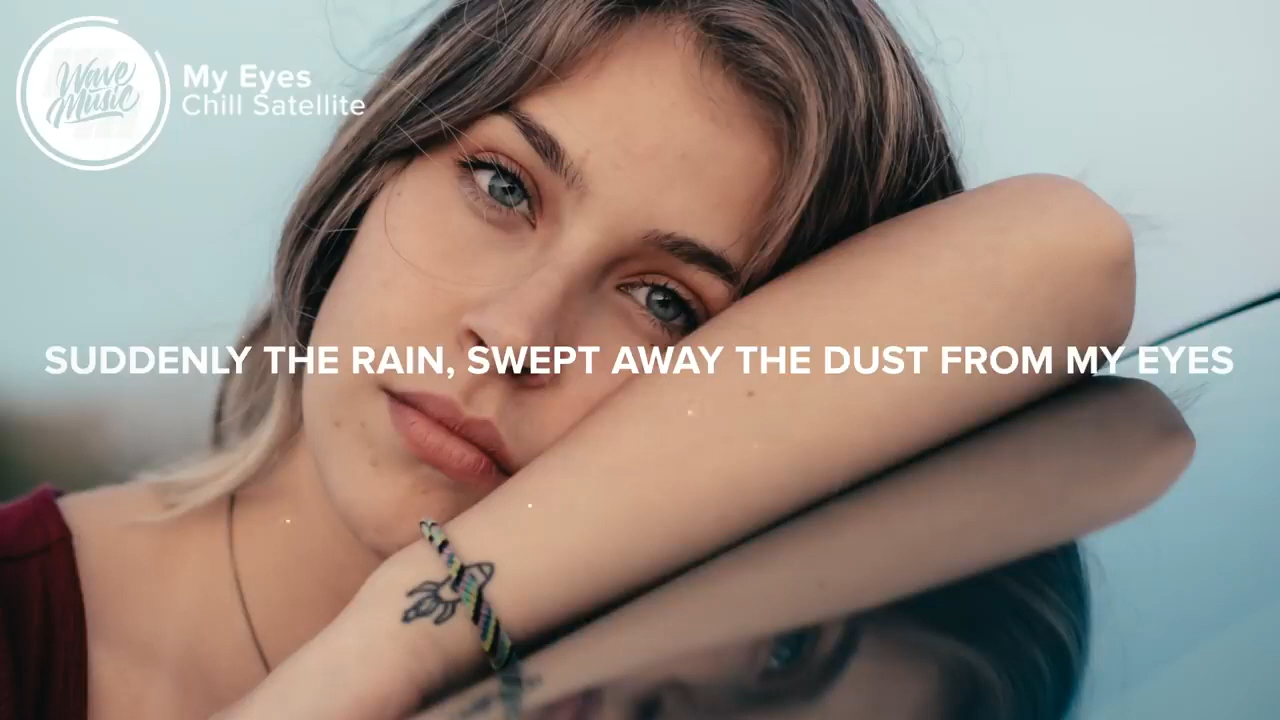 Wave
Music
My Eyes
Chill Satellite
SUDDENLY THE RAIN, SWEPT AWAY THE DUST FROM MY EYES